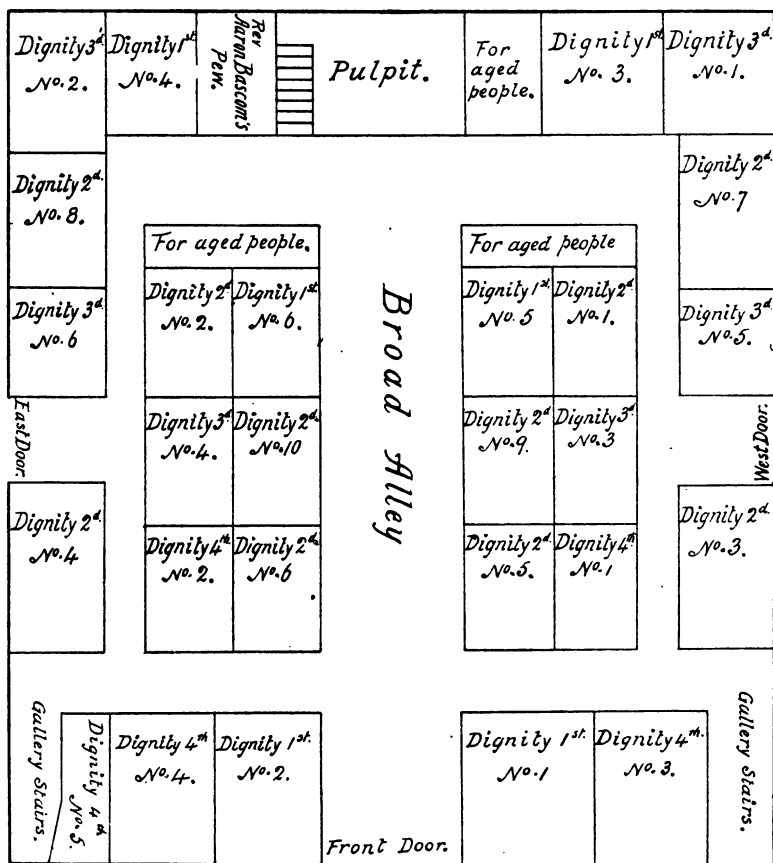 Dignity 3d.
No. 2.
Dignity 1st.
No. 4.
Rev
Aaron Bascom's
Pew.
Pulpit.
For
aged
people.
Dignity 1st.
No. 3.
Dignity 3d.
No. 1.
Dignity 2d.
No. 8.
Dignity 2d.
No. 7
For aged people.
For aged people
Dignity 3d.
No. 6
Dignity 2d.
No. 2.
Dignity 1st.
No. 6.
Broad Alley
Dignity 1st.
No. 5
Dignity 2d.
No. 1.
Dignity 3d.
No. 5.
East Door.
Dignity 3d.
No. 4.
Dignity 2d.
No. 10
Dignity 2d.
No. 9.
Dignity 3d.
No. 3
West Door.
Dignity 2d.
No. 4
Dignity 4th.
No. 2.
Dignity 2d.
No. 6
Dignity 2d.
No. 5.
Dignity 4th.
No. 1
Dignity 2d.
No. 3.
Gallery Stairs.
Dignity 4th
No. 5.
Dignity 4th
No. 4.
Dignity 1st.
No. 2.
Front Door.
Dignity 1st.
No. 1
Dignity 4th.
No. 3.
Gallery Stairs.